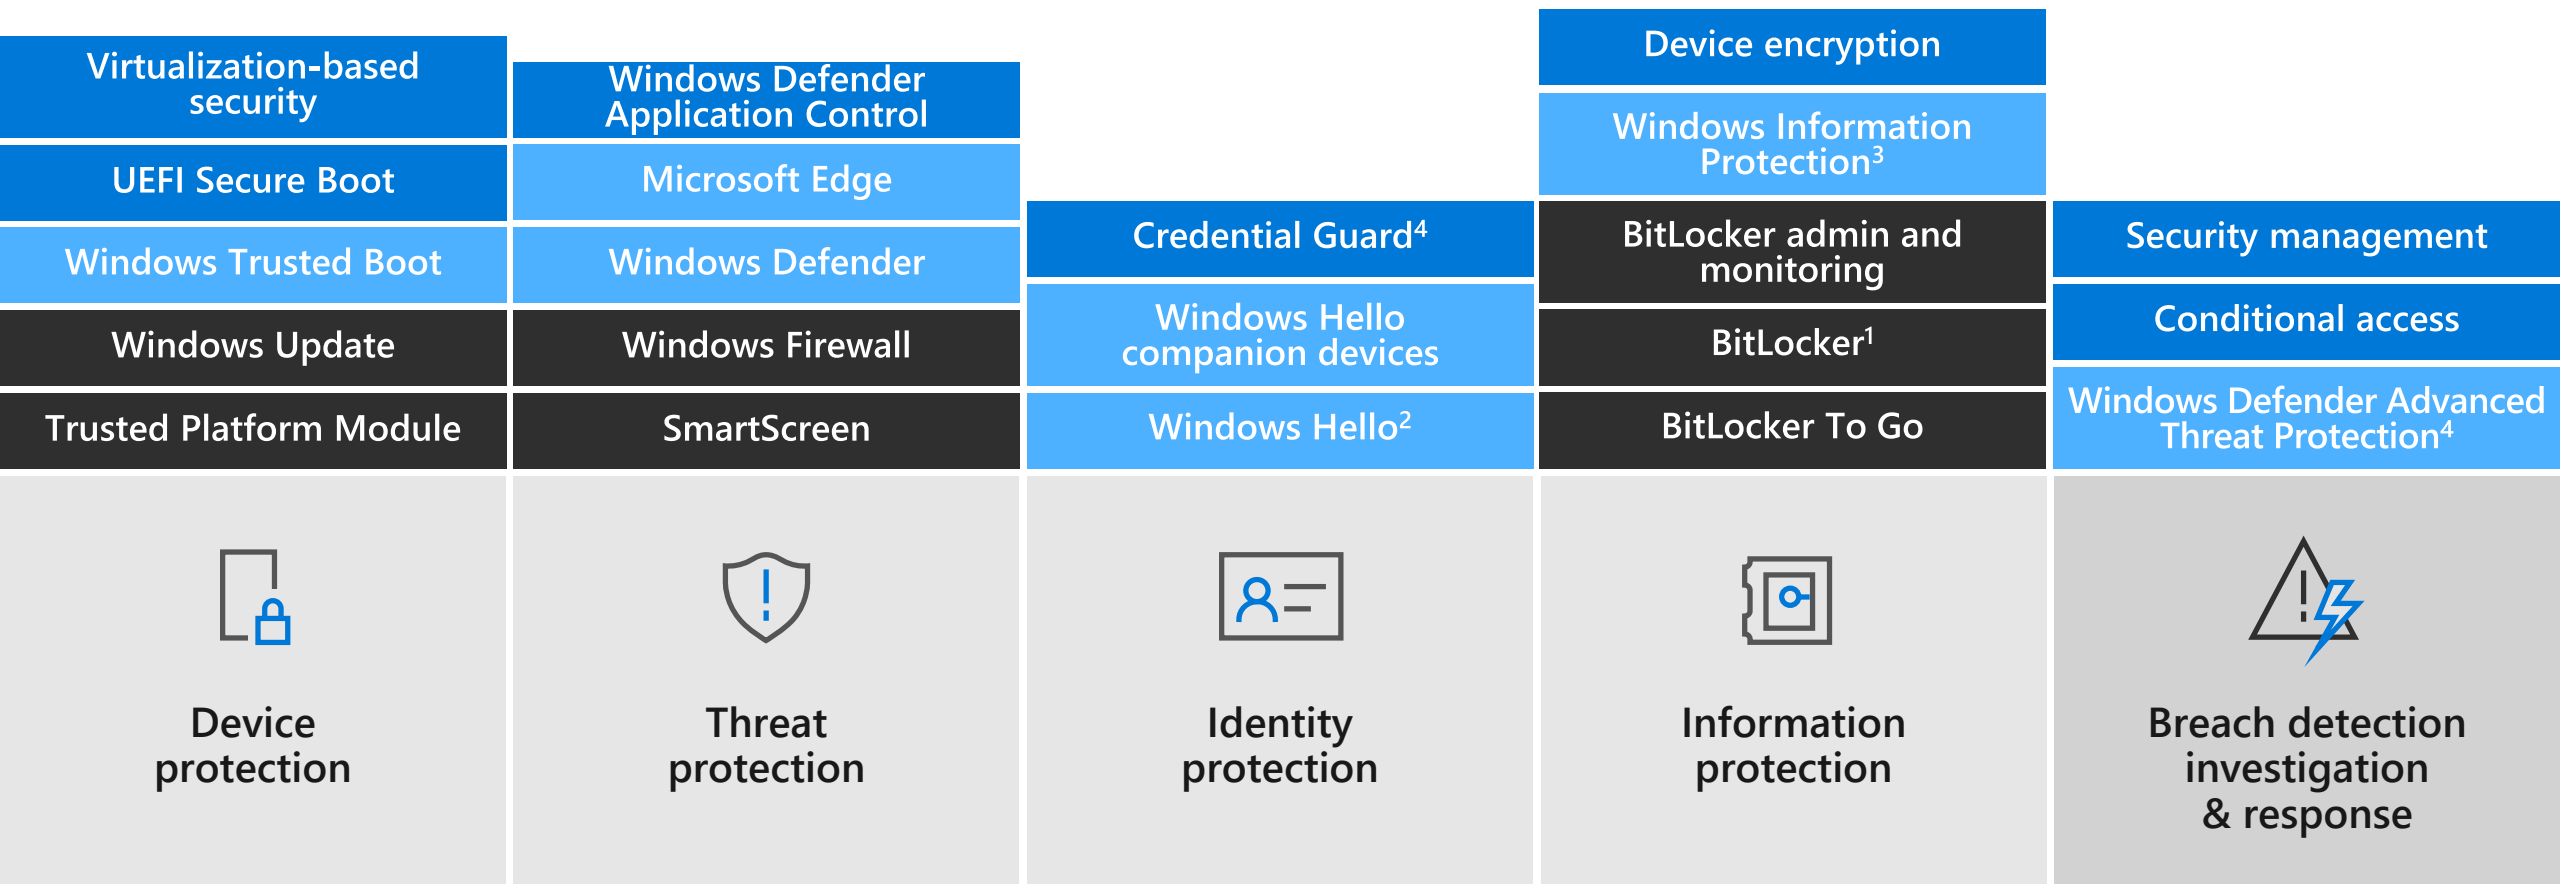 Virtualization-based
security
UEFI Secure Boot
Windows Trusted Boot
Windows Update
Trusted Platform Module
Device
protection
Windows Defender
Application Control
Microsoft Edge
Windows Defender
Windows Firewall
SmartScreen
Threat
protection
Credential Guard⁴
Windows Hello
companion devices
Windows Hello²
Identity
protection
Device encryption
Windows Information
Protection³
BitLocker admin and
monitoring
BitLocker¹
BitLocker To Go
Information
protection
Security management
Conditional access
Windows Defender Advanced
Threat Protection⁴
Breach detection
investigation
& response